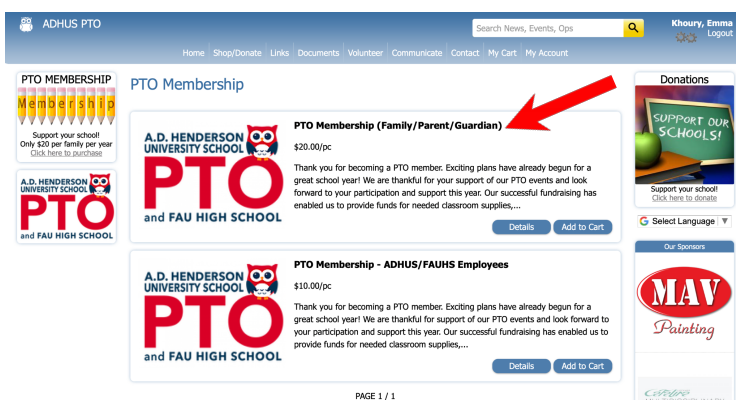 ADHUS PTO
Search News, Events, Ops
Khoury, Emma
Logout
Home Shop/Donate Links Documents Volunteer Communicate Contact My Cart My Account
PTO MEMBERSHIP
Membership
Support your school!
Only $20 per family per year
Click here to purchase
A.D. HENDERSON
UNIVERSITY SCHOOL
PTO
and FAU HIGH SCHOOL
PTO Membership
A.D. HENDERSON
UNIVERSITY SCHOOL
PTO
and FAU HIGH SCHOOL
PTO Membership (Family/Parent/Guardian)
$20.00/pc
Thank you for becoming a PTO member. Exciting plans have already begun for a
great school year! We are thankful for your support of our PTO events and look
forward to your participation and support this year. Our successful fundraising has
enabled us to provide funds for needed classroom supplies,...
Details Add to Cart
A.D. HENDERSON
UNIVERSITY SCHOOL
PTO
and FAU HIGH SCHOOL
PTO Membership - ADHUS/FAUHS Employees
$10.00/pc
Thank you for becoming a PTO member. Exciting plans have already begun for a
great school year! We are thankful for support of our PTO events and look forward to
your participation and support this year. Our successful fundraising has enabled us to
provide funds for needed classroom supplies,...
Details Add to Cart
PAGE 1 / 1
Donations
SUPPORT OUR
SCHOOLS!
Support your school!
Click here to donate
G Select Language ▼
Our Sponsors
MAV
Painting